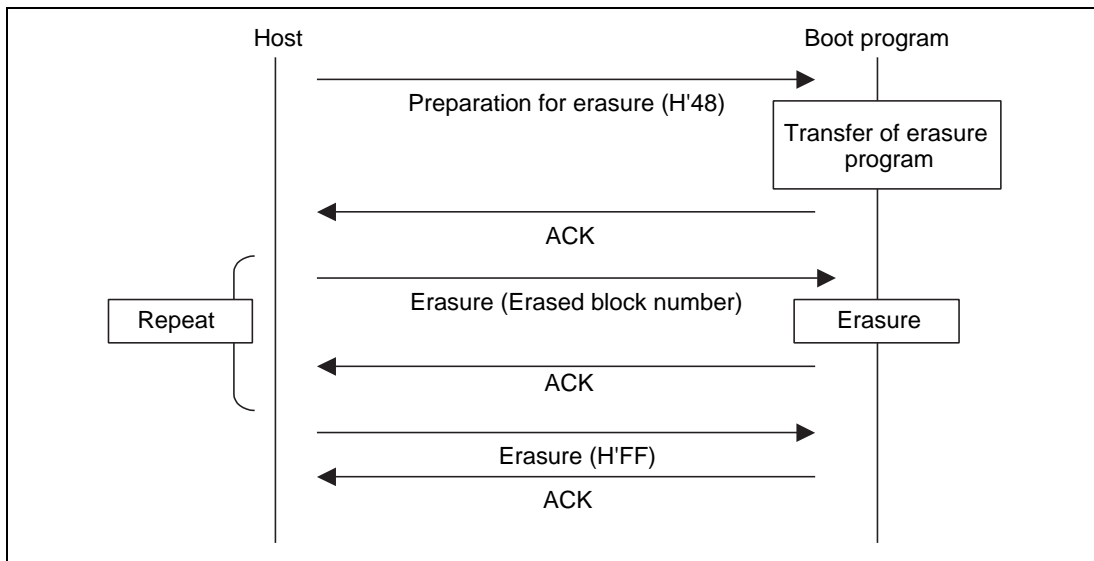 Host
Boot program
Preparation for erasure (H'48)
Transfer of erasure
program
ACK
Repeat
Erasure (Erased block number)
Erasure
ACK
Erasure (H'FF)
ACK